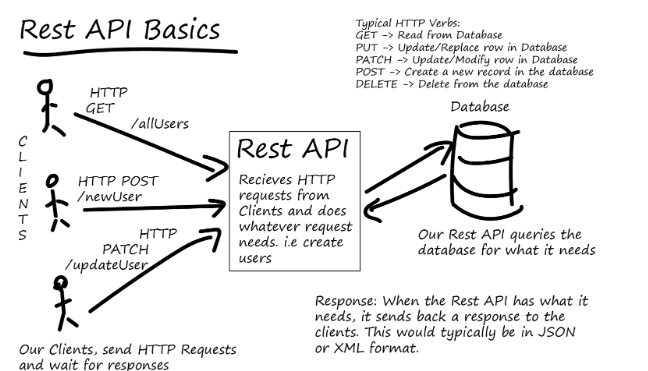 Rest API Basics
Typical HTTP Verbs:
GET -> Read from Database
PUT -> Update/Replace row in Database
PATCH -> Update/Modify row in Database
POST -> Create a new record in the database
DELETE -> Delete from the database
CLIENTS
HTTP
GET
/allUsers
HTTP POST
/newUser
HTTP
PATCH
/updateUser
Rest API
Recieves HTTP
requests from
Clients and does
whatever request
needs. i.e create
users
Database
Our Rest API queries the
database for what it needs
Response: When the Rest API has what it
needs, it sends back a response to the
clients. This would typically be in JSON
or XML format.
Our Clients, send HTTP Requests
and wait for responses